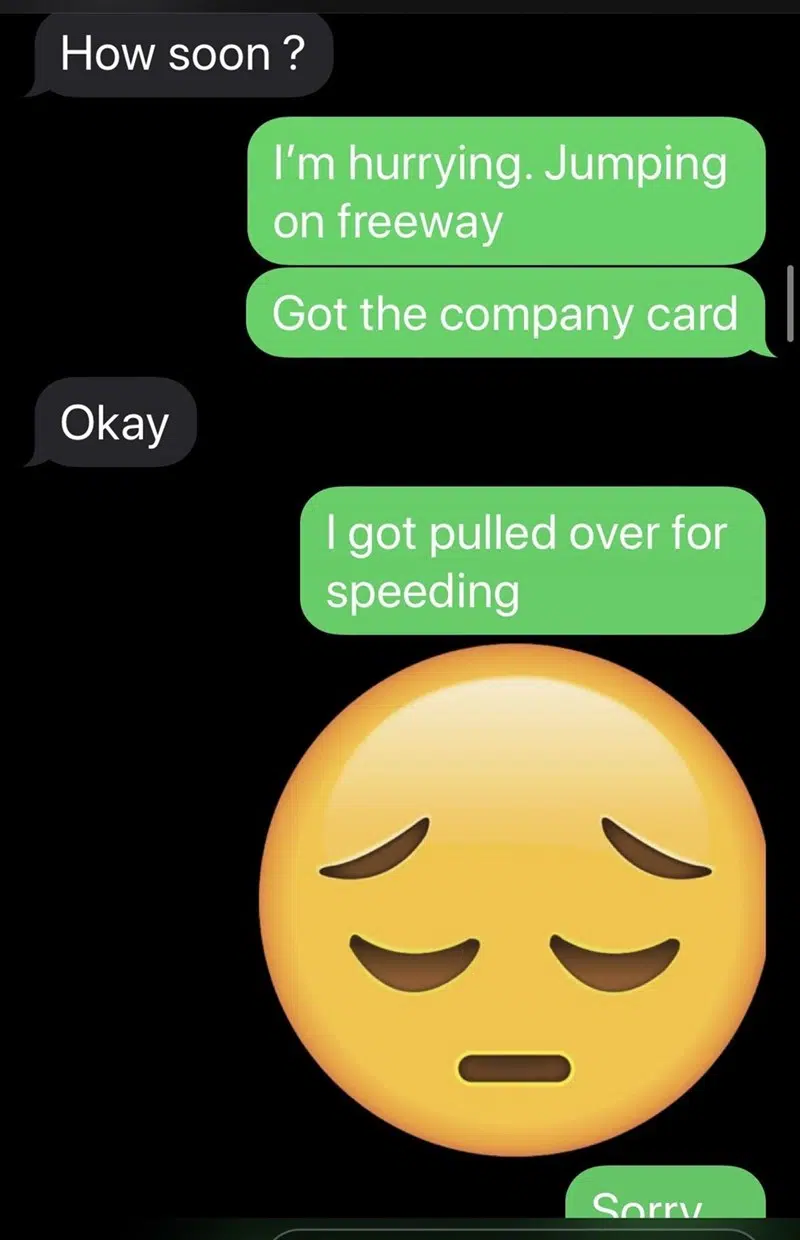 How soon ?
I'm hurrying. Jumping
on freeway
Got the company card
Okay
I got pulled over for
speeding
Sorry